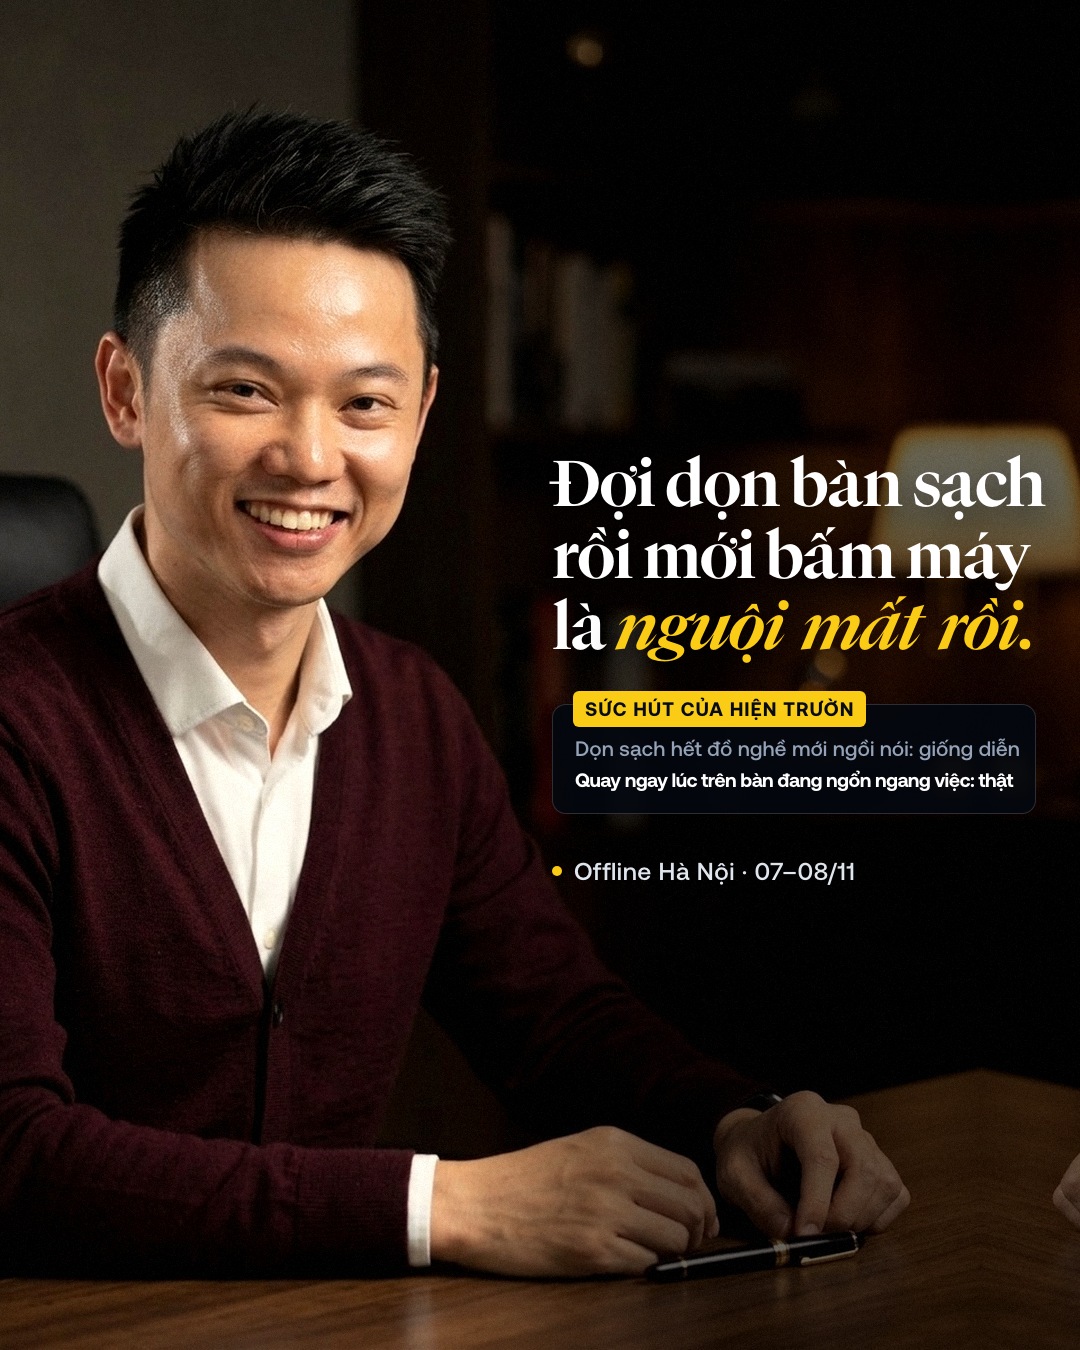 Đợi dọn bàn sạch
rồi mới bấm máy
là nguội mất rồi.
SỨC HÚT CỦA HIỆN TRƯỜN
Dọn sạch hết đồ nghề mới ngồi nói: giống diễn
Quay ngay lúc trên bàn đang ngổn ngang việc: thật
Offline Hà Nội · 07–08/11